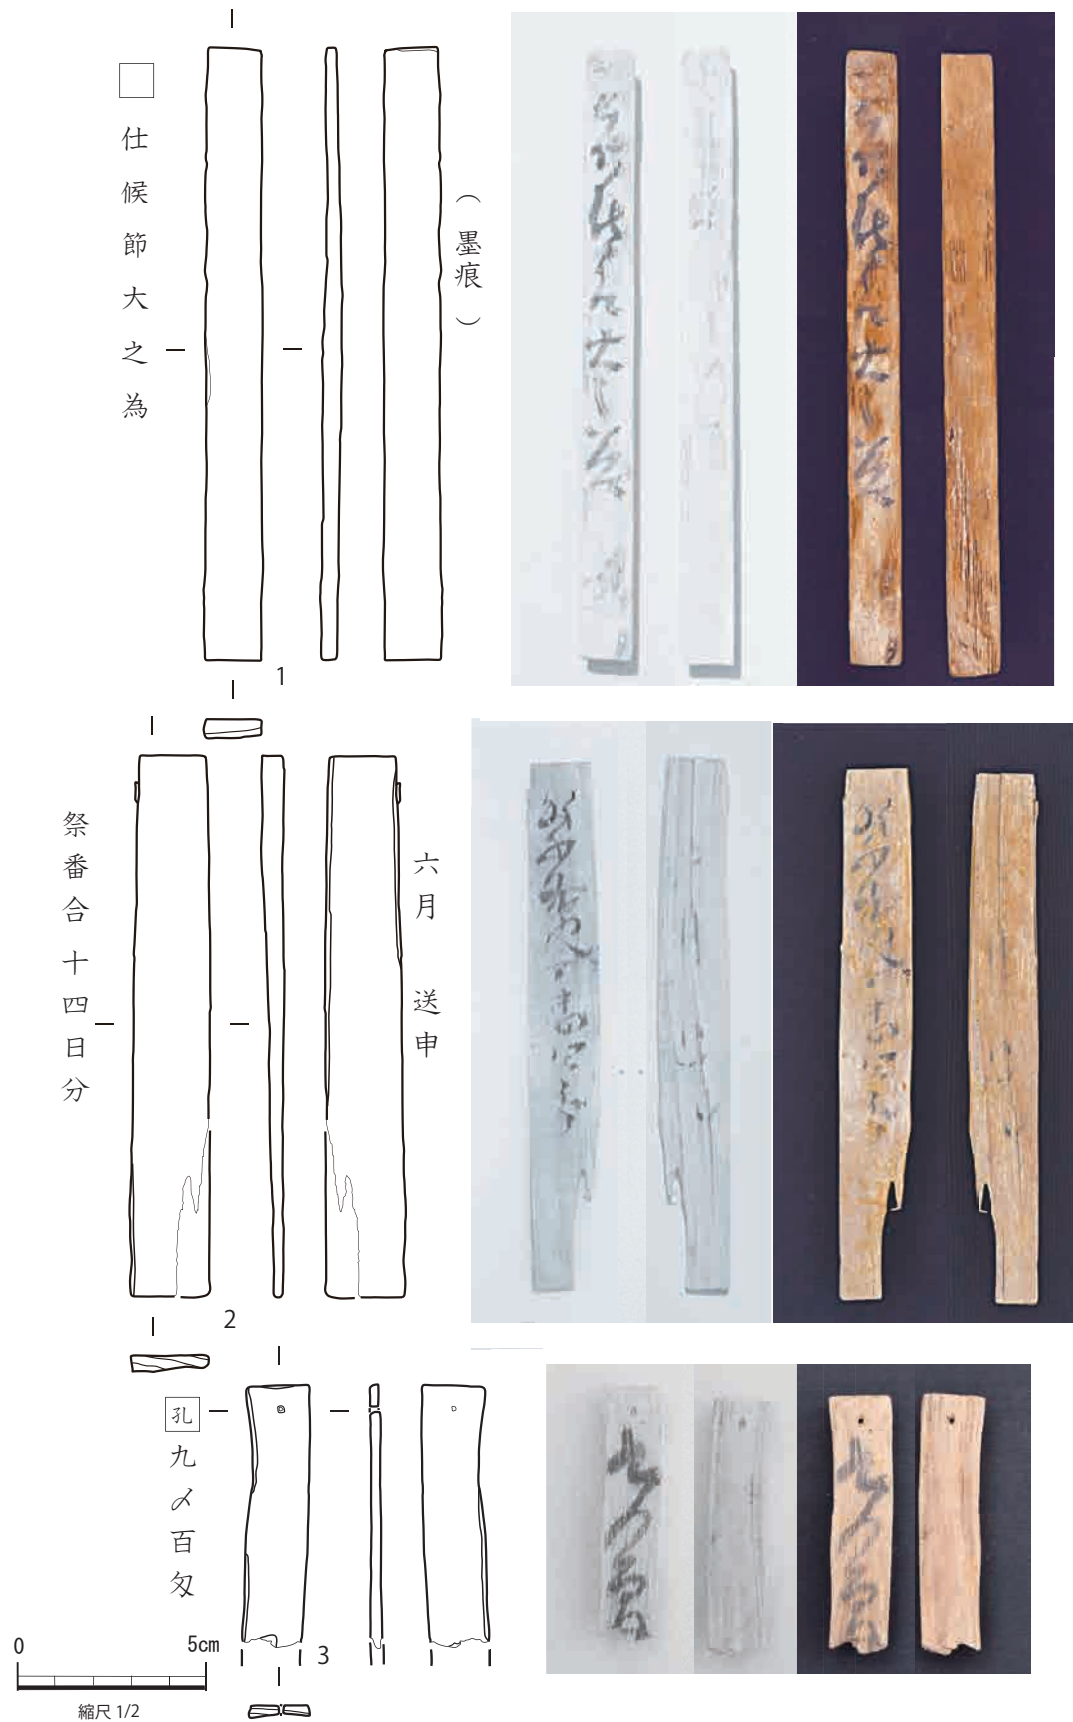 □仕候節大之為
（墨痕）
1
祭番合十四日分
六月　送申
2
孔
九〆百匁
3
0 5cm
縮尺 1/2